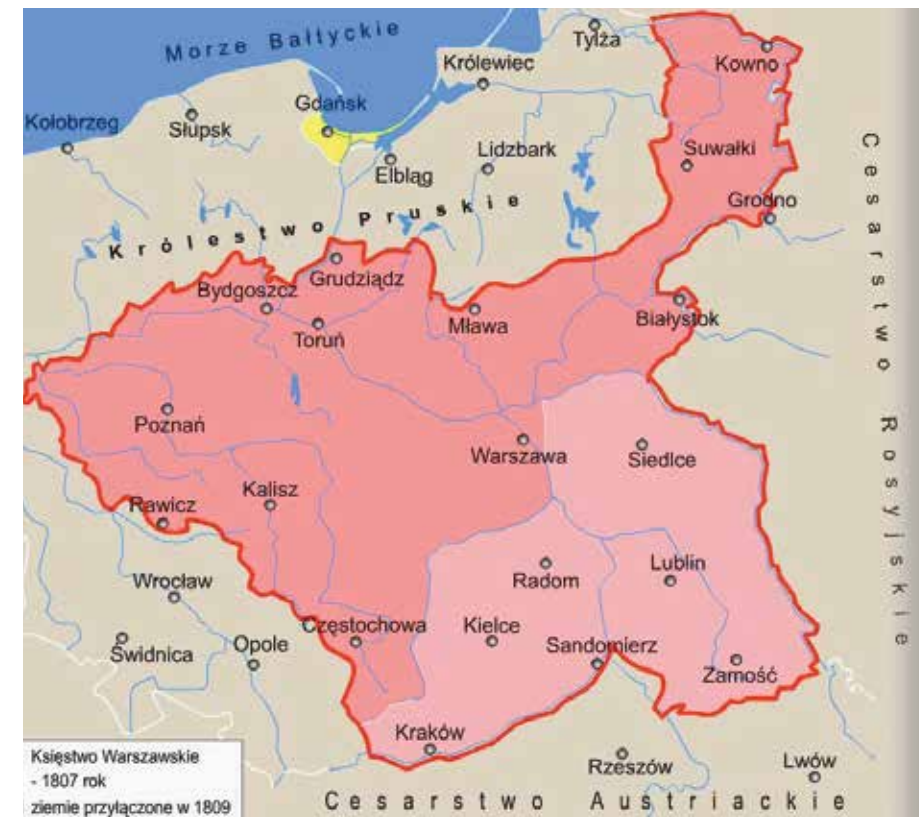 Morze Bałtyckie
Tylża
Kowno
Królewiec
Gdańsk
Kołobrzeg
Słupsk
Elbląg
Lidzbark
Suwałki
Grodno
Królestwo Pruskie
Grudziądz
Bydgoszcz
Toruń
Mława
Białystok
Cesarstwo Rosyjskie
Poznań
Warszawa
Siedlce
Kalisz
Rawicz
Wrocław
Radom
Lublin
Świdnica
Opole
Częstochowa
Kielce
Sandomierz
Zamość
Kraków
Rzeszów
Lwów
Księstwo Warszawskie
- 1807 rok
ziemie przyłączone w 1809
Cesarstwo Austriackie